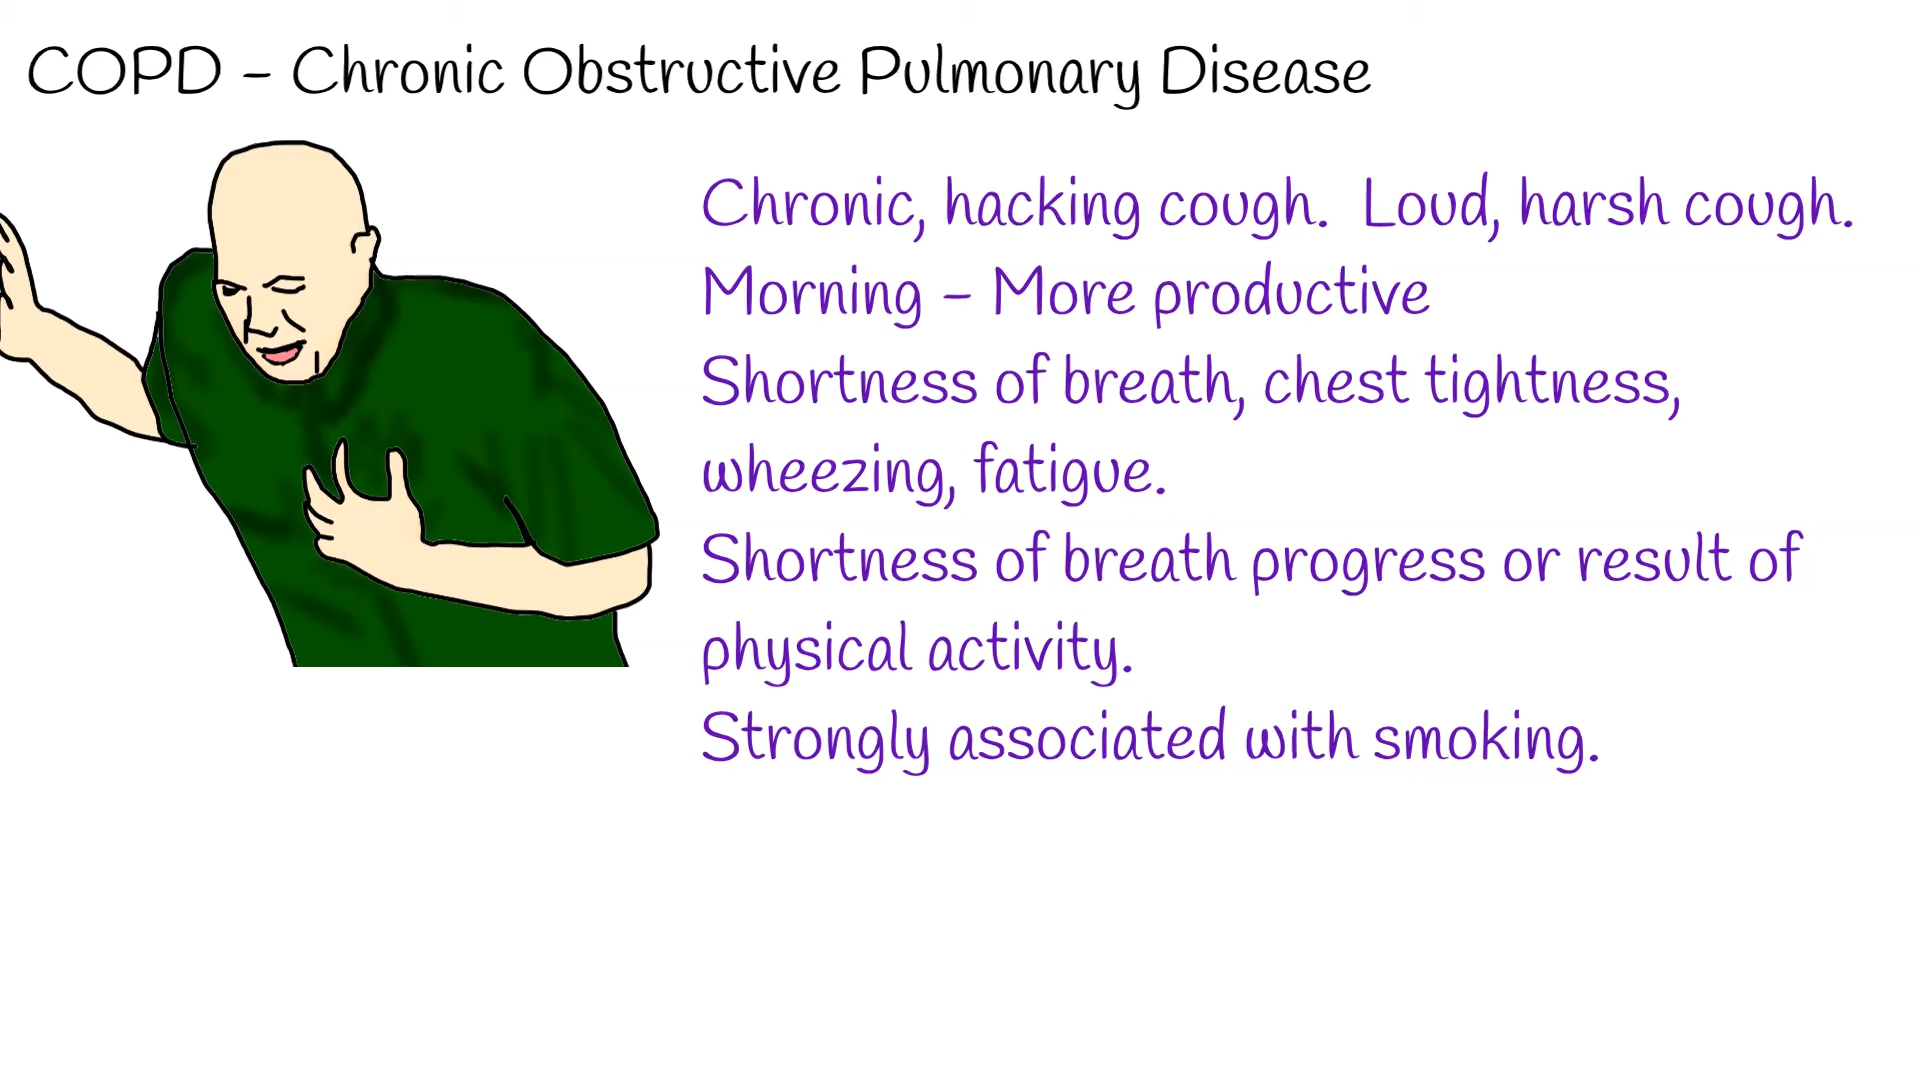 COPD - Chronic Obstructive Pulmonary Disease
Chronic, hacking cough. Loud, harsh cough.
Morning - More productive
Shortness of breath, chest tightness,
wheezing, fatigue.
Shortness of breath progress or result of
physical activity.
Strongly associated with smoking.